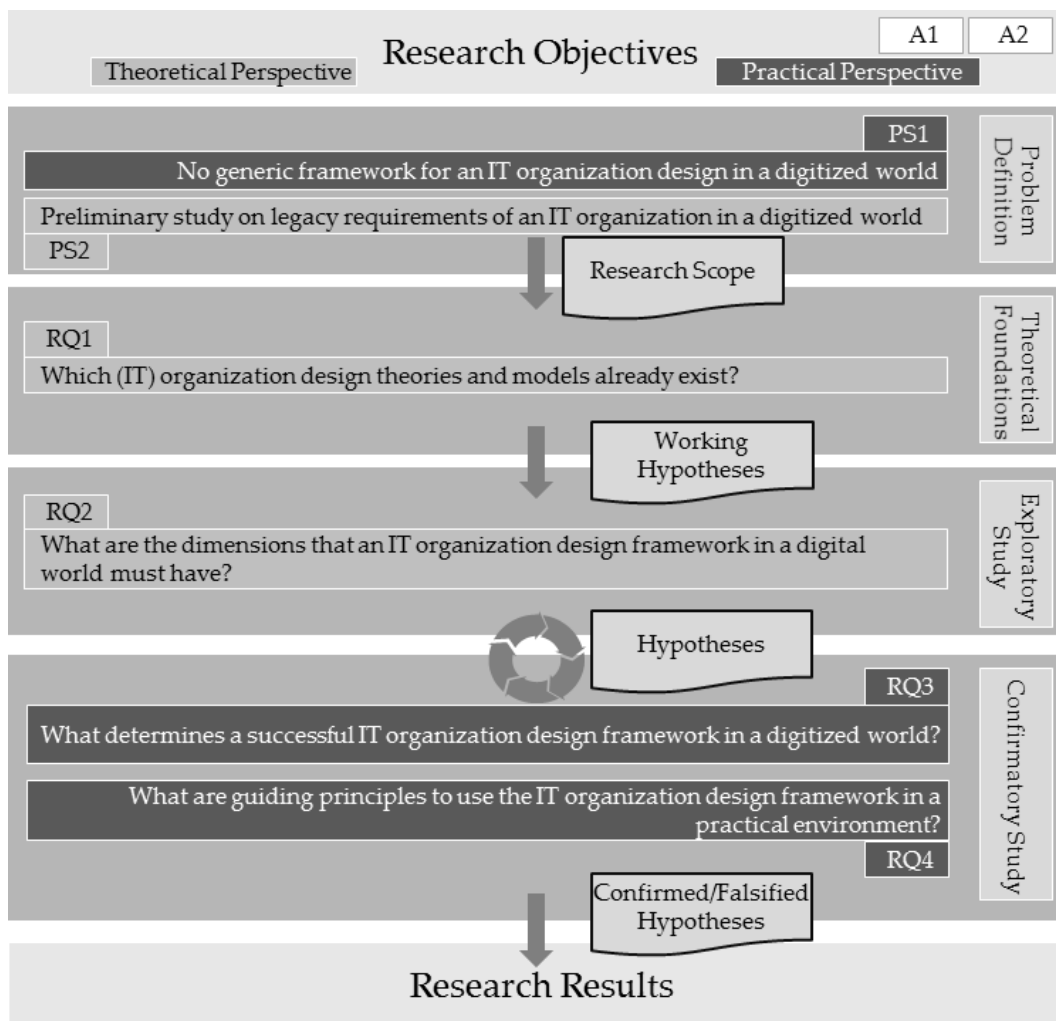 Research Objectives
A1
A2
Theoretical Perspective
Practical Perspective
PS1
No generic framework for an IT organization design in a digitized world
Preliminary study on legacy requirements of an IT organization in a digitized world
PS2
Problem
Definition
Research Scope
RQ1
Which (IT) organization design theories and models already exist?
Theoretical
Foundations
Working
Hypotheses
RQ2
What are the dimensions that an IT organization design framework in a digital
world must have?
Exploratory
Study
Hypotheses
RQ3
What determines a successful IT organization design framework in a digitized world?
What are guiding principles to use the IT organization design framework in a
practical environment?
RQ4
Confirmatory Study
Confirmed/Falsified
Hypotheses
Research Results